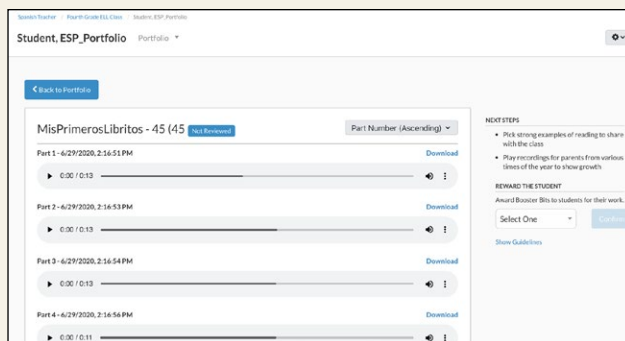 Spanish Teacher / Fourth Grade ELL Class / Student, ESP_Portfolio
Student, ESP_Portfolio Portfolio
Back to Portfolio
MisPrimerosLibritos - 45 (45 Not Reviewed Part Number (Ascending)
Part 1 - 6/29/2020, 2:16:51 PM Download
0:00 / 0:13
Part 2 - 6/29/2020, 2:16:53 PM Download
0:00 / 0:13
Part 3 - 6/29/2020, 2:16:54 PM Download
0:00 / 0:13
Part 4 - 6/29/2020, 2:16:56 PM Download
0:00 / 0:11
NEXT STEPS
Pick strong examples of reading to share
with the class
Play recordings for parents from various
times of the year to show growth
REWARD THE STUDENT
Award Booster Bits to students for their work.
Select One
Show Guidelines